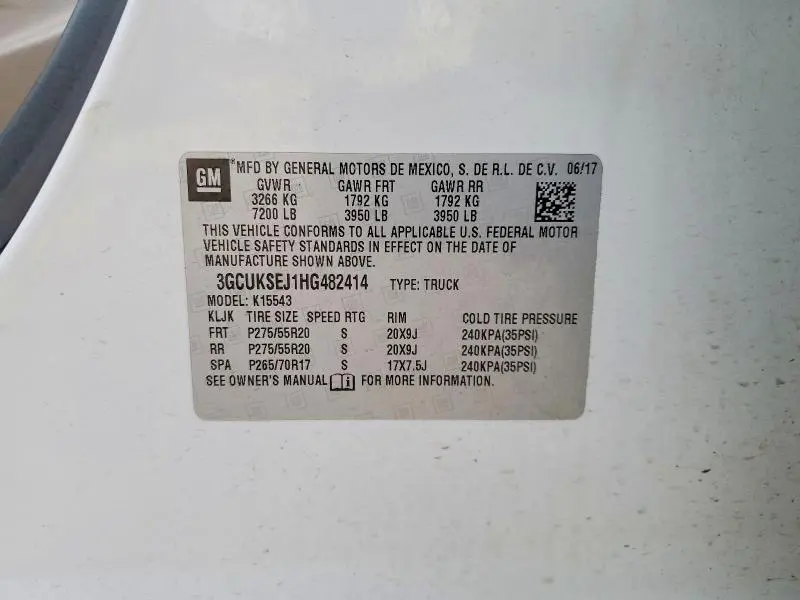 GM *MFD BY GENERAL MOTORS DE MEXICO, S. DE R.L. DE C.V. 06/17
GVWR GAWR FRT GAWR RR
3266 KG 1792 KG 1792 KG
7200 LB 3950 LB 3950 LB
THIS VEHICLE CONFORMS TO ALL APPLICABLE U.S. FEDERAL MOTOR
VEHICLE SAFETY STANDARDS IN EFFECT ON THE DATE OF
MANUFACTURE SHOWN ABOVE.
3GCUKSEJ1HG482414 TYPE: TRUCK
MODEL: K15543
KLJK TIRE SIZE SPEED RTG RIM COLD TIRE PRESSURE
FRT P275/55R20 S 20X9J 240KPA(35PSI)
RR P275/55R20 S 20X9J 240KPA(35PSI)
SPA P265/70R17 S 17X7.5J 240KPA(35PSI)
SEE OWNER'S MANUAL FOR MORE INFORMATION.